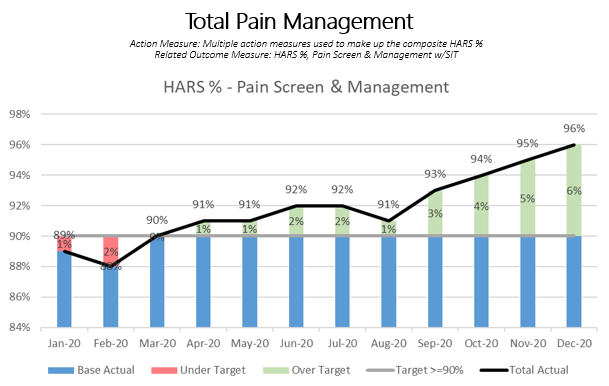 Total Pain Management
Action Measure: Multiple action measures used to make up the composite HARS %
Related Outcome Measure: HARS %, Pain Screen & Management w/SIT
HARS % - Pain Screen & Management
98%
96%
94%
92%
90%
88%
86%
84%
89% 88% 90% 91% 91% 92% 92% 91% 93% 94% 95% 96%
1% 2% 0% 1% 1% 2% 2% 1% 3% 4% 5% 6%
Jan-20 Feb-20 Mar-20 Apr-20 May-20 Jun-20 Jul-20 Aug-20 Sep-20 Oct-20 Nov-20 Dec-20
Base Actual Under Target Over Target Target >=90% Total Actual